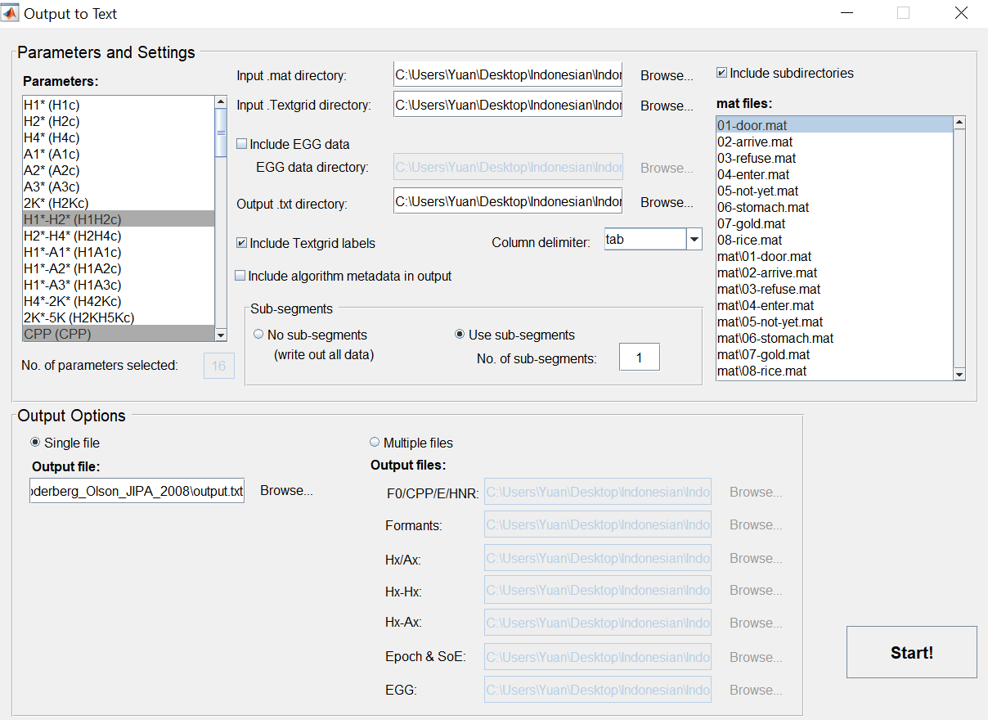 Output to Text
Parameters and Settings
Parameters:
H1* (H1c)
H2* (H2c)
H4* (H4c)
A1* (A1c)
A2* (A2c)
A3* (A3c)
2K* (H2Kc)
H1*-H2* (H1H2c)
H2*-H4* (H2H4c)
H1*-A1* (H1A1c)
H1*-A2* (H1A2c)
H1*-A3* (H1A3c)
H4*-2K* (H42Kc)
2K*-5K (H2KH5Kc)
CPP (CPP)
No. of parameters selected: 16
Input .mat directory: C:\Users\Yuan\Desktop\Indonesian\Indor Browse...
Input .Textgrid directory: C:\Users\Yuan\Desktop\Indonesian\Indor Browse...
Include EGG data
EGG data directory: C:\Users\Yuan\Desktop\Indonesian\Indor Browse...
Output .txt directory: C:\Users\Yuan\Desktop\Indonesian\Indor Browse...
Include Textgrid labels
Column delimiter: tab
Include algorithm metadata in output
Sub-segments
No sub-segments
(write out all data)
Use sub-segments
No. of sub-segments: 1
Include subdirectories
mat files:
01-door.mat
02-arrive.mat
03-refuse.mat
04-enter.mat
05-not-yet.mat
06-stomach.mat
07-gold.mat
08-rice.mat
mat\01-door.mat
mat\02-arrive.mat
mat\03-refuse.mat
mat\04-enter.mat
mat\05-not-yet.mat
mat\06-stomach.mat
mat\07-gold.mat
mat\08-rice.mat
Output Options
Single file
Output file:
oderberg_Olson_JIPA_2008\output.txt Browse...
Multiple files
Output files:
F0/CPP/E/HNR: C:\Users\Yuan\Desktop\Indonesian\Indo Browse...
Formants: C:\Users\Yuan\Desktop\Indonesian\Indo Browse...
Hx/Ax: C:\Users\Yuan\Desktop\Indonesian\Indo Browse...
Hx-Hx: C:\Users\Yuan\Desktop\Indonesian\Indo Browse...
Hx-Ax: C:\Users\Yuan\Desktop\Indonesian\Indo Browse...
Epoch & SoE: C:\Users\Yuan\Desktop\Indonesian\Indo Browse...
EGG: C:\Users\Yuan\Desktop\Indonesian\Indo Browse...
Start!